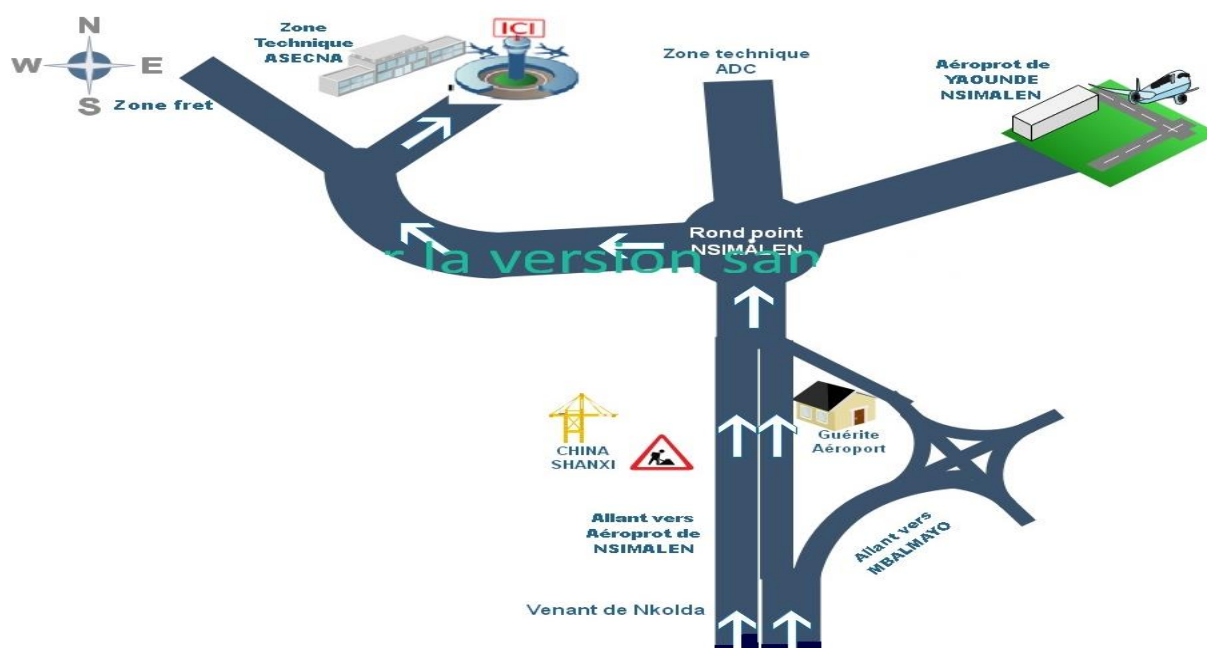 N
W E
S
Zone
Technique
ASECNA
ICI
Zone fret
Zone technique
ADC
Aéroprot de
YAOUNDE
NSIMALEN
Rond point
NSIMALEN
r la version san
CHINA
SHANXI
Guérite
Aéroport
Allant vers
Aéroprot de
NSIMALEN
Allant vers
MBALMAYO
Venant de Nkolda